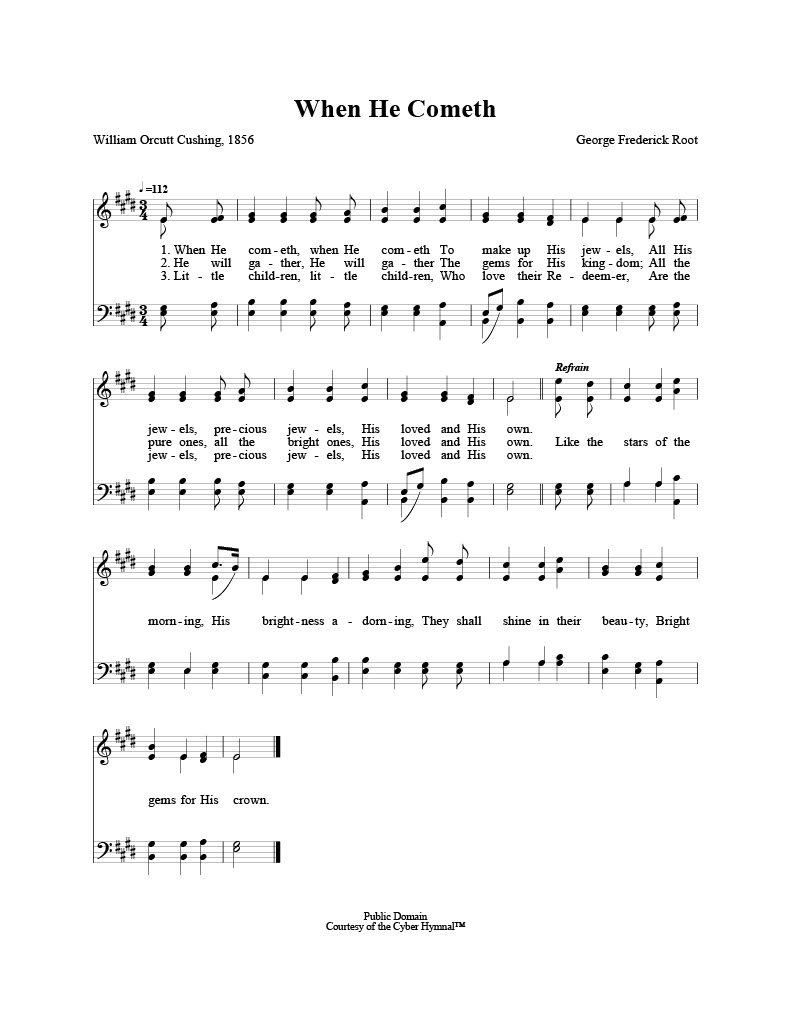 When He Cometh
William Orcutt Cushing, 1856 George Frederick Root
♩=112
3 4
1. When He com - eth, when He com - eth To make up His jew - els, All His
2. He will ga - ther, He will ga - ther The gems for His king - dom; All the
3. Lit - tle child - ren, lit - tle child - ren, Who love their Re - deem - er, Are the
3 4
Refrain
jew - els, pre - cious jew - els, His loved and His own.
pure ones, all the bright ones, His loved and His own. Like the stars of the
jew - els, pre - cious jew - els, His loved and His own.
morn - ing, His bright - ness a - dorn - ing, They shall shine in their beau - ty, Bright
gems for His crown.
Public Domain
Courtesy of the Cyber Hymnal™